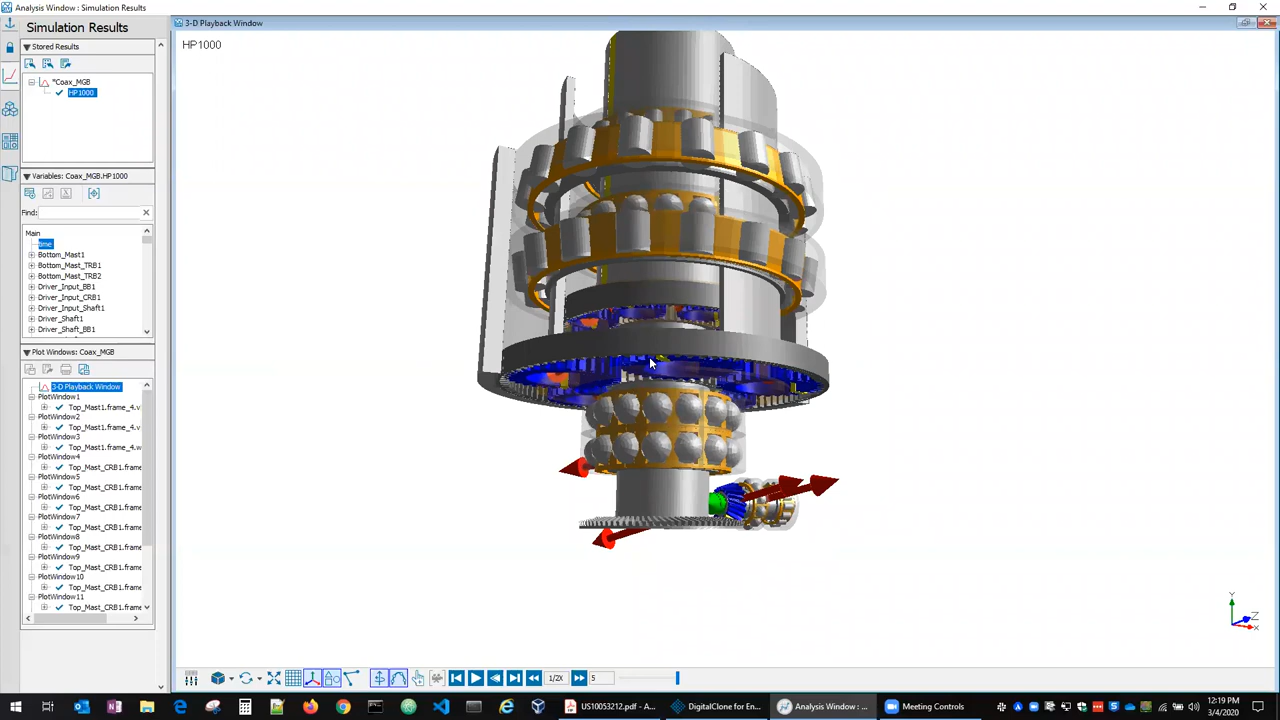 Analysis Window : Simulation Results
Simulation Results
3-D Playback Window
HP1000
Stored Results
*Coax_MGB
HP1000
Variables: Coax_MGB.HP1000
Find:
Main
time
Bottom_Mast1
Bottom_Mast_TRB1
Bottom_Mast_TRB2
Driver_Input_BB1
Driver_Input_CRB1
Driver_Input_Shaft1
Driver_Shaft1
Driver_Shaft_BB1
Plot Windows: Coax_MGB
3-D Playback Window
PlotWindow1
Top_Mast1.frame_4.v
PlotWindow2
Top_Mast1.frame_4.v
PlotWindow3
Top_Mast1.frame_4.w
PlotWindow4
Top_Mast_CRB1.frame
PlotWindow5
Top_Mast_CRB1.frame
PlotWindow6
Top_Mast_CRB1.frame
PlotWindow7
Top_Mast_CRB1.frame
PlotWindow8
Top_Mast_CRB1.frame
PlotWindow9
Top_Mast_CRB1.frame
PlotWindow10
Top_Mast_CRB1.frame
PlotWindow11
Top_Mast_CRB1.frame
Y
Z
X
1/2X
5
US10053212.pdf - A...
DigitalClone for En...
Analysis Window : ...
Meeting Controls
12:19 PM
3/4/2020